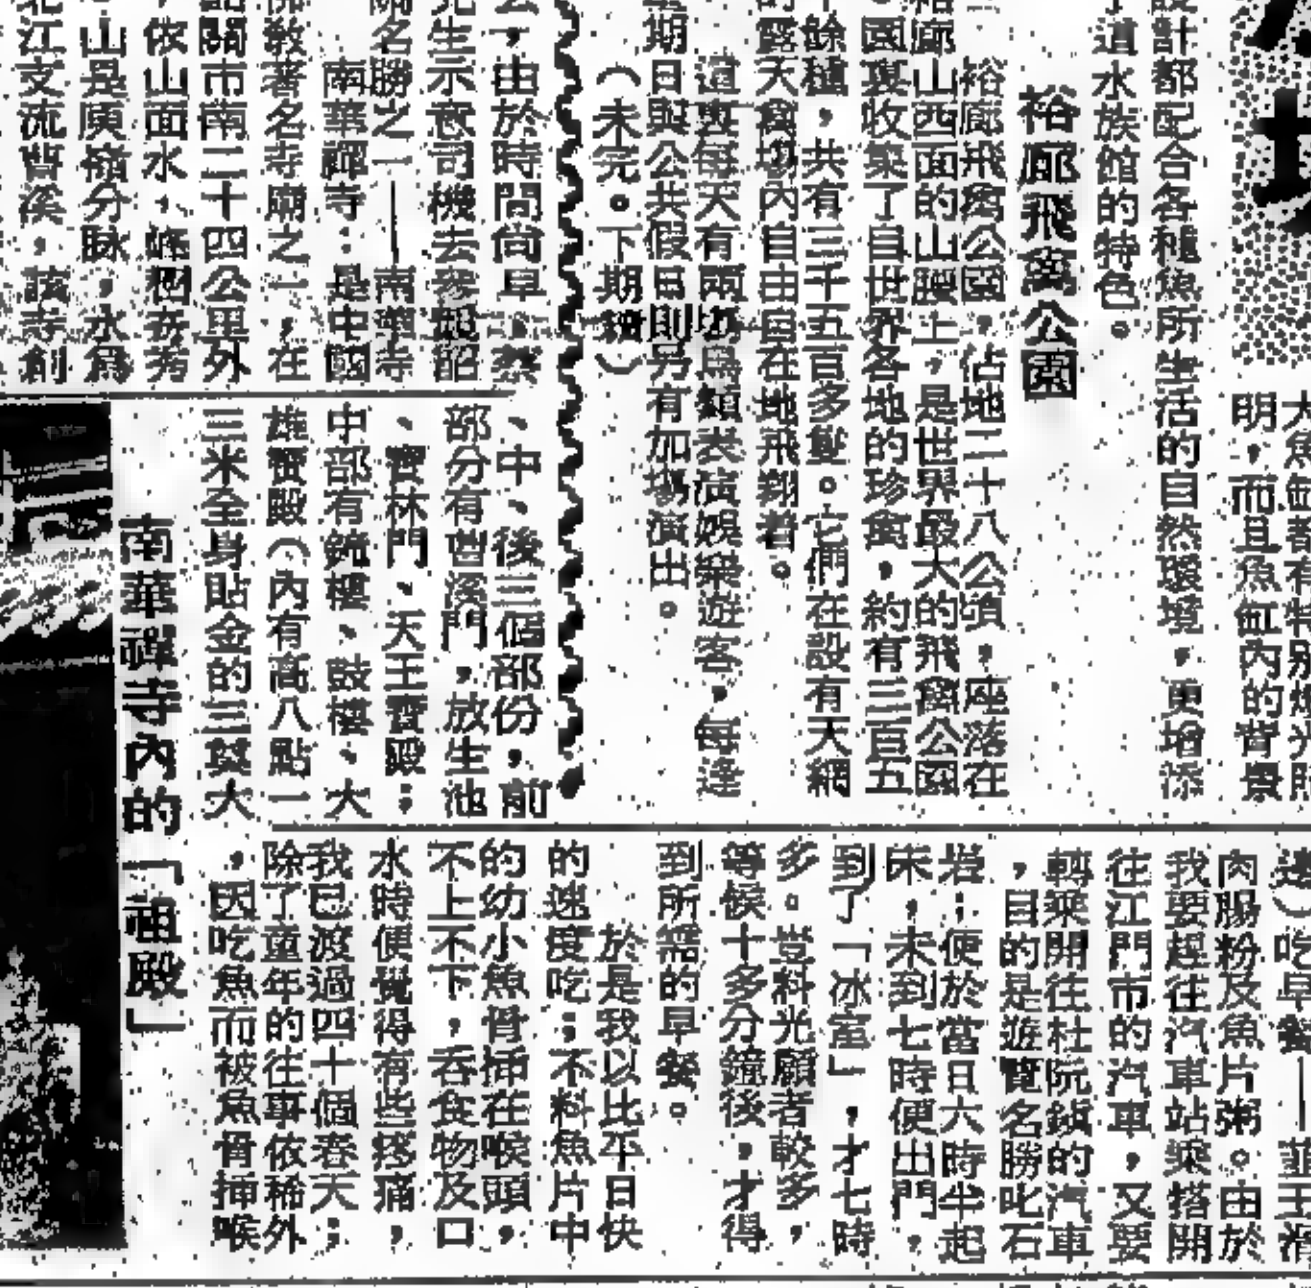 大魚缸都有特别燈光照
明，而且魚缸內的背景
設計都配合各種魚所生活的自然環境，更增添
道水族館的特色。
裕廊飛禽公園
裕廊飛禽公園，佔地二十八公頃，座落在
裕廊山西面的山腰上，是世界最大的飛禽公園
。園裏收集了自世界各地的珍禽，約有三百五
十餘種，共有三千五百多隻。它們在設有天網
的露天禽場內自由自在地飛翔者。
這裏每天有兩場鳥類表演娛樂遊客，每逢
星期日與公共假日則另有加場演出。
（未完。下期續）
，由於時間尚早，蔡
先生示意司機去參觀韶
關名勝之一——南華寺
南華禪寺：是中國
佛教著名寺廟之一，在
韶關市南二十四公里外
，依山面水，峰巒夯秀
，山是庾嶺分脉，水爲
北江支流曹溪，該寺創
、中、後三個部份，前
部分有曹溪門，放生池
、寶林門、天王寶殿；
中部有鐘樓、鼓樓、大
雄寶殿（內有高八點一
三米全身貼金的三寶大
南華禪寺內的「祖殿」
邊）吃早餐——韮王滑
肉腸粉及魚片粥。由於
我要趕往汽車站乘搭開
往江門市的汽車，又要
轉乘開往杜阮鎮的汽車
，目的是遊覽名勝叱石
岩；便於當日六時半起
床，未到七時便出門，
到了「冰室」，才七時
多。豈料光顧者較多，
等候十多分鐘後，才得
到所需的早餐。
於是我以比平日快
的速度吃；不料魚片中
的幼小魚骨揷在喉頭，
不上不下，吞食物及口
水時便覺得有些疼痛，
我已渡過四十個春天；
除了童年的往事依稀外
，因吃魚而被魚骨揷喉